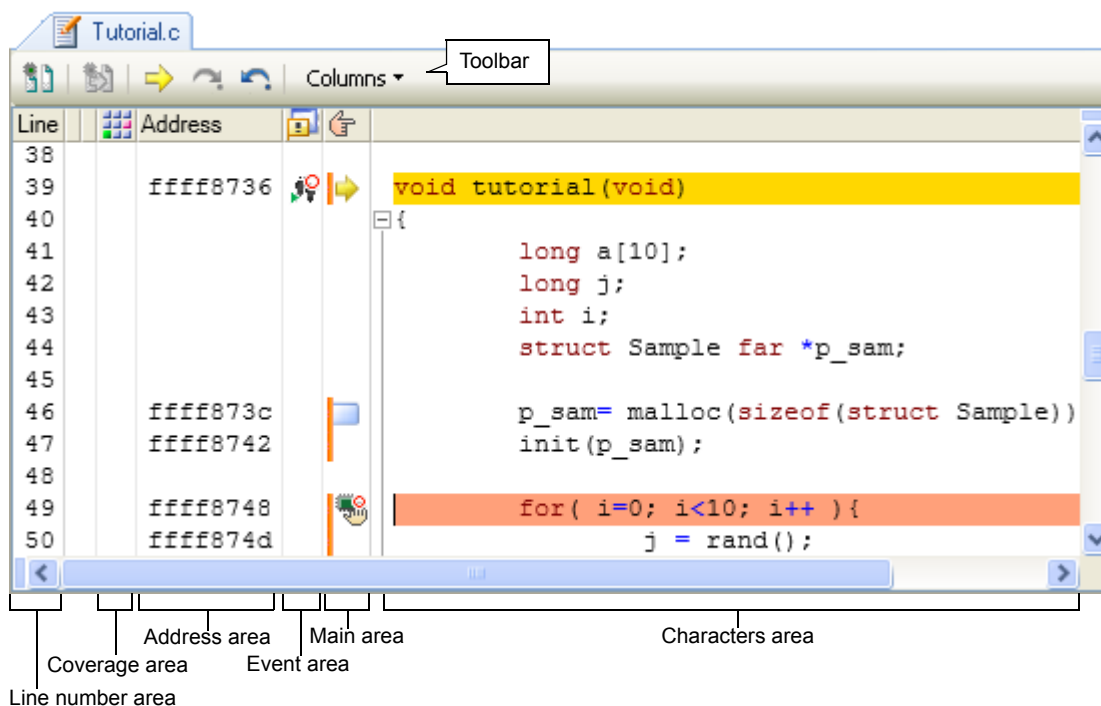 Tutorial.c
Columns
Toolbar
Line Address
38
39 ffff8736 void tutorial(void)
40 {
41 long a[10];
42 long j;
43 int i;
44 struct Sample far *p_sam;
45
46 ffff873c p_sam= malloc(sizeof(struct Sample))
47 ffff8742 init(p_sam);
48
49 ffff8748 for( i=0; i<10; i++ ){
50 ffff874d j = rand();
Address area Main area Characters area
Coverage area Event area
Line number area